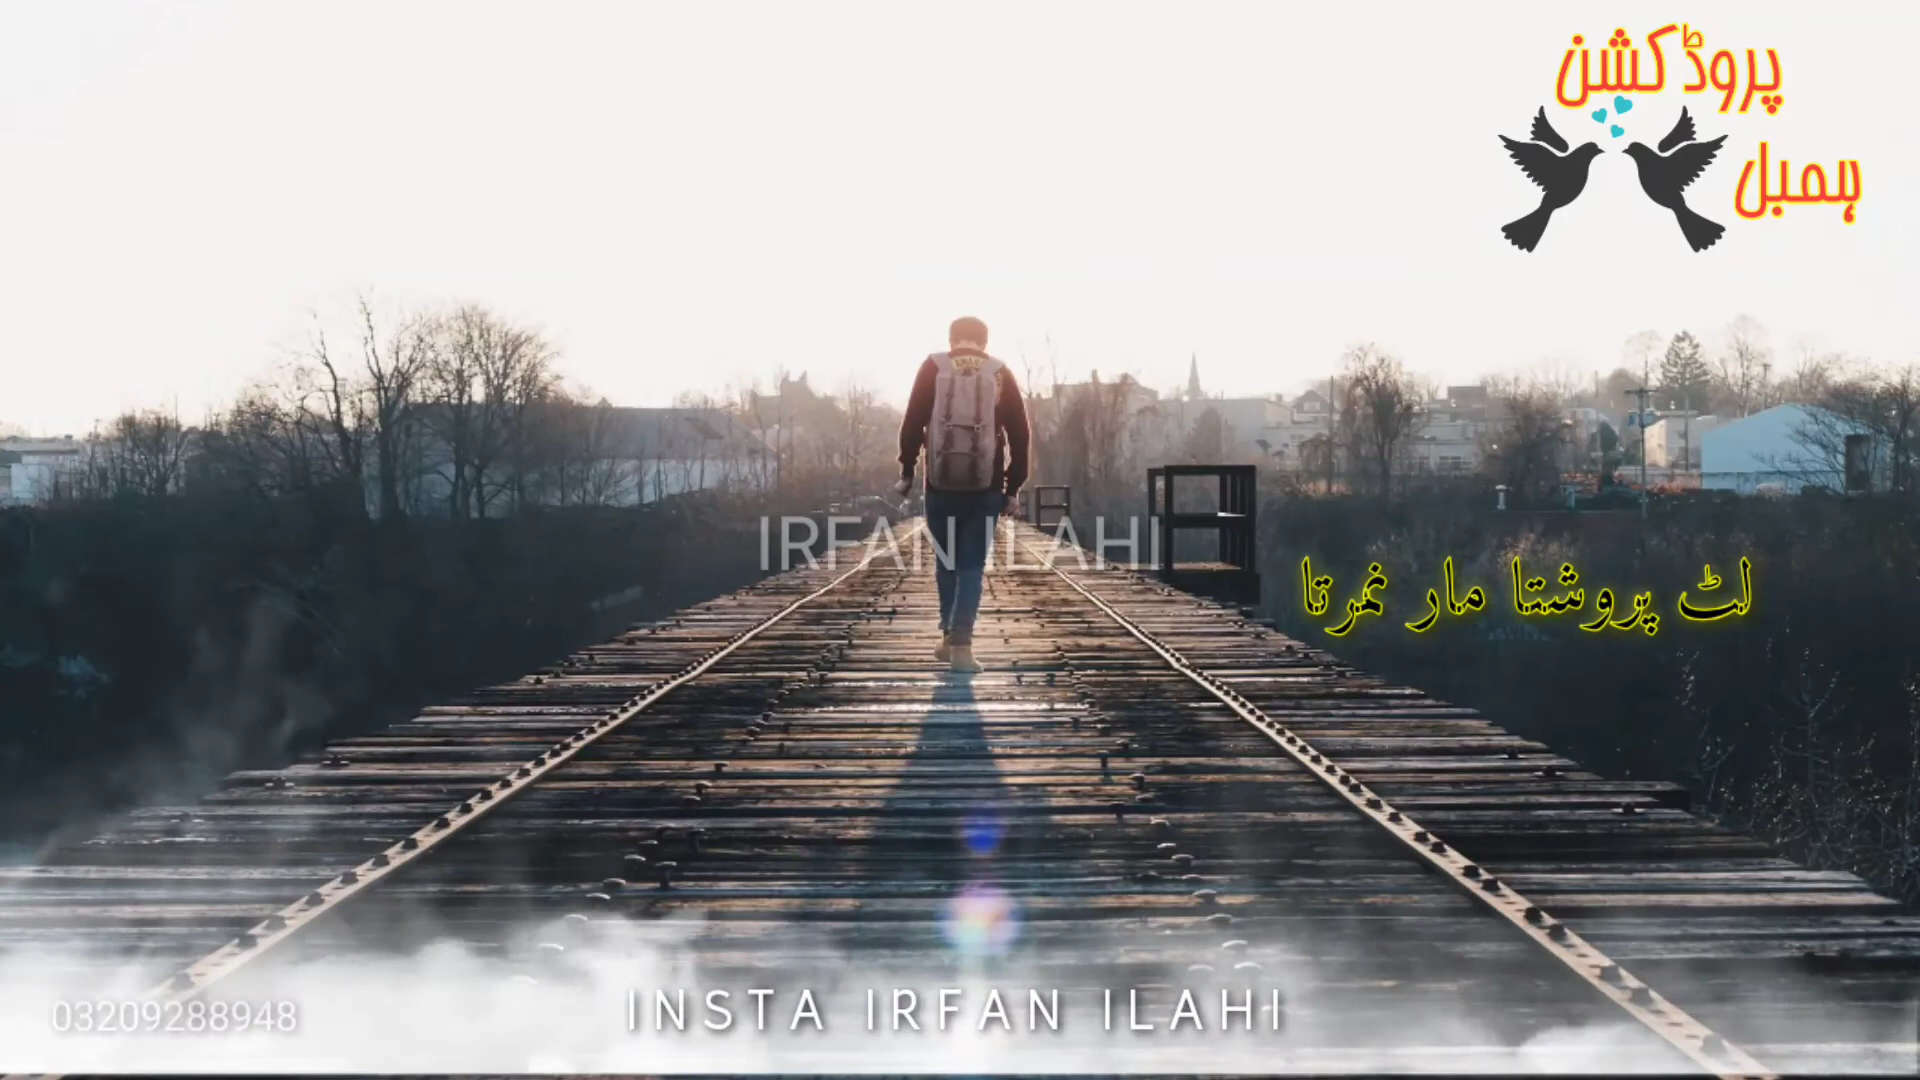 پروڈکشن
ہمبل
IRFAN ILAHI
لٹ پروشتا مار نمرتا
INSTA IRFAN ILAHI
03209288948